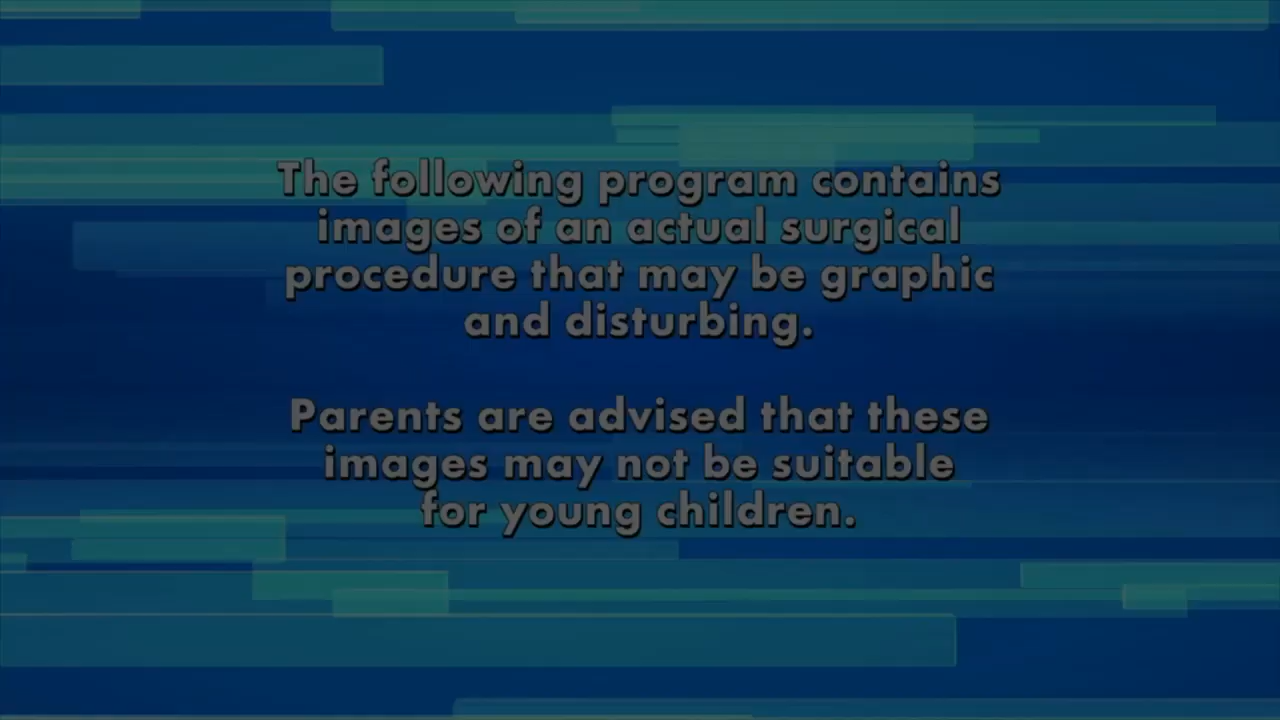 The following program contains
images of an actual surgical
procedure that may be graphic
and disturbing.
Parents are advised that these
images may not be suitable
for young children.